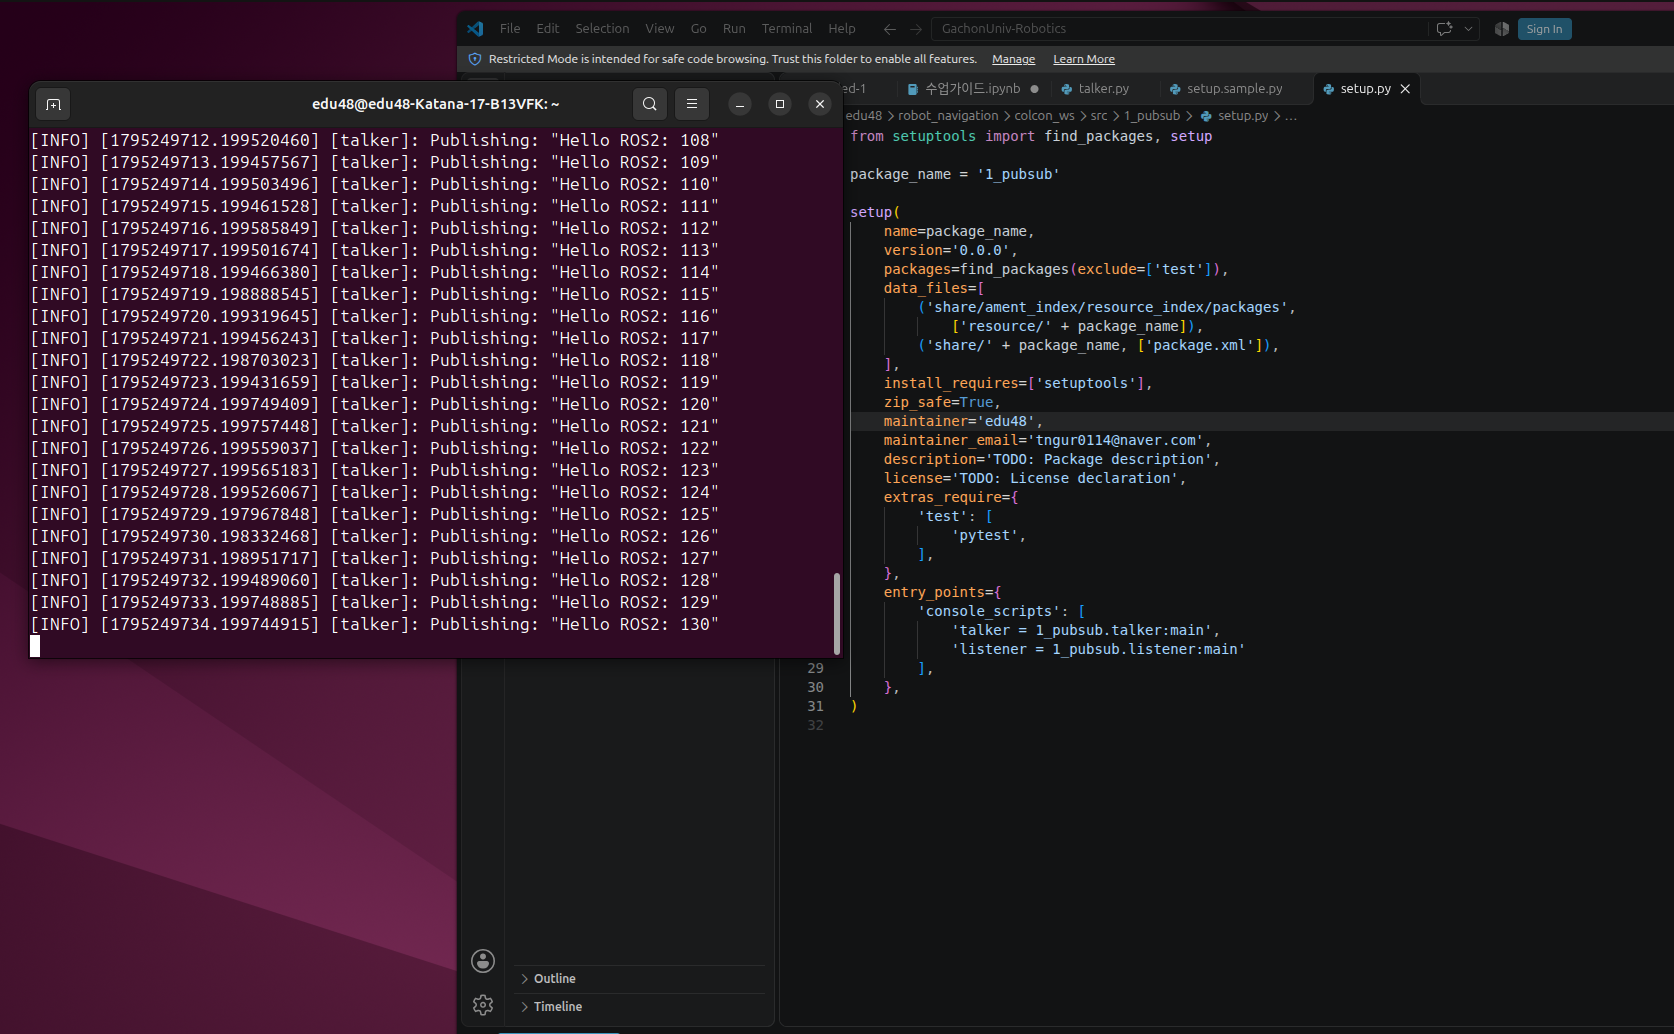 File Edit Selection View Go Run Terminal Help
GachonUniv-Robotics
Sign In
Restricted Mode is intended for safe code browsing. Trust this folder to enable all features. Manage Learn More
edu48@edu48-Katana-17-B13VFK: ~
[INFO] [1795249712.199520460] [talker]: Publishing: "Hello ROS2: 108"
[INFO] [1795249713.199457567] [talker]: Publishing: "Hello ROS2: 109"
[INFO] [1795249714.199503496] [talker]: Publishing: "Hello ROS2: 110"
[INFO] [1795249715.199461528] [talker]: Publishing: "Hello ROS2: 111"
[INFO] [1795249716.199585849] [talker]: Publishing: "Hello ROS2: 112"
[INFO] [1795249717.199501674] [talker]: Publishing: "Hello ROS2: 113"
[INFO] [1795249718.199466380] [talker]: Publishing: "Hello ROS2: 114"
[INFO] [1795249719.198888545] [talker]: Publishing: "Hello ROS2: 115"
[INFO] [1795249720.199319645] [talker]: Publishing: "Hello ROS2: 116"
[INFO] [1795249721.199456243] [talker]: Publishing: "Hello ROS2: 117"
[INFO] [1795249722.198703023] [talker]: Publishing: "Hello ROS2: 118"
[INFO] [1795249723.199431659] [talker]: Publishing: "Hello ROS2: 119"
[INFO] [1795249724.199749409] [talker]: Publishing: "Hello ROS2: 120"
[INFO] [1795249725.199757448] [talker]: Publishing: "Hello ROS2: 121"
[INFO] [1795249726.199559037] [talker]: Publishing: "Hello ROS2: 122"
[INFO] [1795249727.199565183] [talker]: Publishing: "Hello ROS2: 123"
[INFO] [1795249728.199526067] [talker]: Publishing: "Hello ROS2: 124"
[INFO] [1795249729.197967848] [talker]: Publishing: "Hello ROS2: 125"
[INFO] [1795249730.198332468] [talker]: Publishing: "Hello ROS2: 126"
[INFO] [1795249731.198951717] [talker]: Publishing: "Hello ROS2: 127"
[INFO] [1795249732.199489060] [talker]: Publishing: "Hello ROS2: 128"
[INFO] [1795249733.199748885] [talker]: Publishing: "Hello ROS2: 129"
[INFO] [1795249734.199744915] [talker]: Publishing: "Hello ROS2: 130"
ed-1 수업가이드.ipynb talker.py setup.sample.py setup.py
edu48 > robot_navigation > colcon_ws > src > 1_pubsub > setup.py > ...
from setuptools import find_packages, setup
package_name = '1_pubsub'
setup(
name=package_name,
version='0.0.0',
packages=find_packages(exclude=['test']),
data_files=[
('share/ament_index/resource_index/packages',
['resource/' + package_name]),
('share/' + package_name, ['package.xml']),
],
install_requires=['setuptools'],
zip_safe=True,
maintainer='edu48',
maintainer_email='tngur0114@naver.com',
description='TODO: Package description',
license='TODO: License declaration',
extras_require={
'test': [
'pytest',
],
},
entry_points={
'console_scripts': [
'talker = 1_pubsub.talker:main',
'listener = 1_pubsub.listener:main'
29 ],
30 },
31 )
32
Outline
Timeline